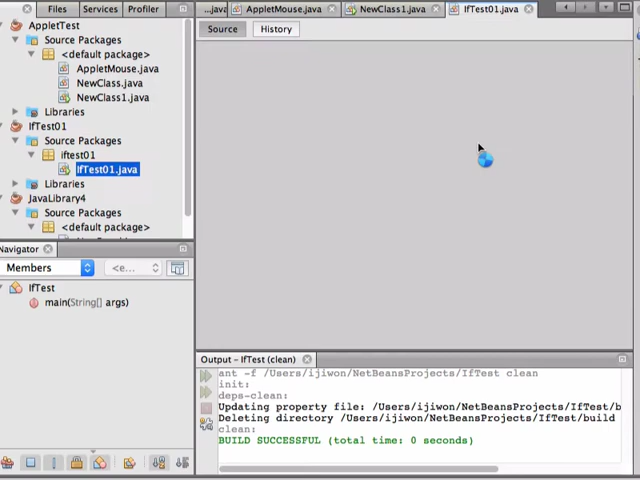 Files Services Profiler
...java AppletMouse.java NewClass1.java IfTest01.java
Source History
AppletTest
Source Packages
<default package>
AppletMouse.java
NewClass.java
NewClass1.java
Libraries
IfTest01
Source Packages
iftest01
IfTest01.java
Libraries
JavaLibrary4
Source Packages
<default package>
Navigator
Members <e...
IfTest
main(String[] args)
Output - IfTest (clean)
ant -f /Users/ijiwon/NetBeansProjects/IfTest clean
init:
deps-clean:
Updating property file: /Users/ijiwon/NetBeansProjects/IfTest/b
Deleting directory /Users/ijiwon/NetBeansProjects/IfTest/build
clean:
BUILD SUCCESSFUL (total time: 0 seconds)